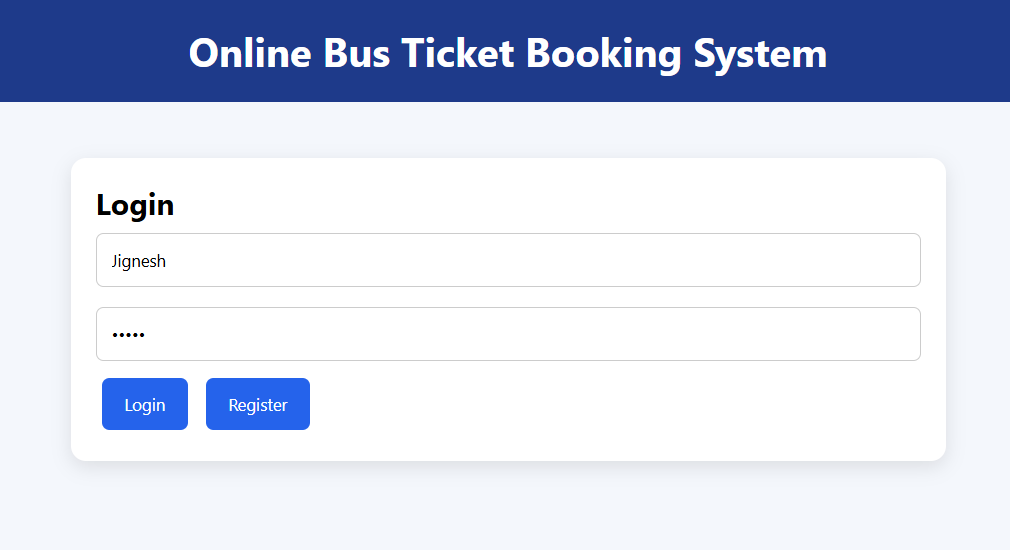 Online Bus Ticket Booking System
Login
Jignesh
•••••
Login Register